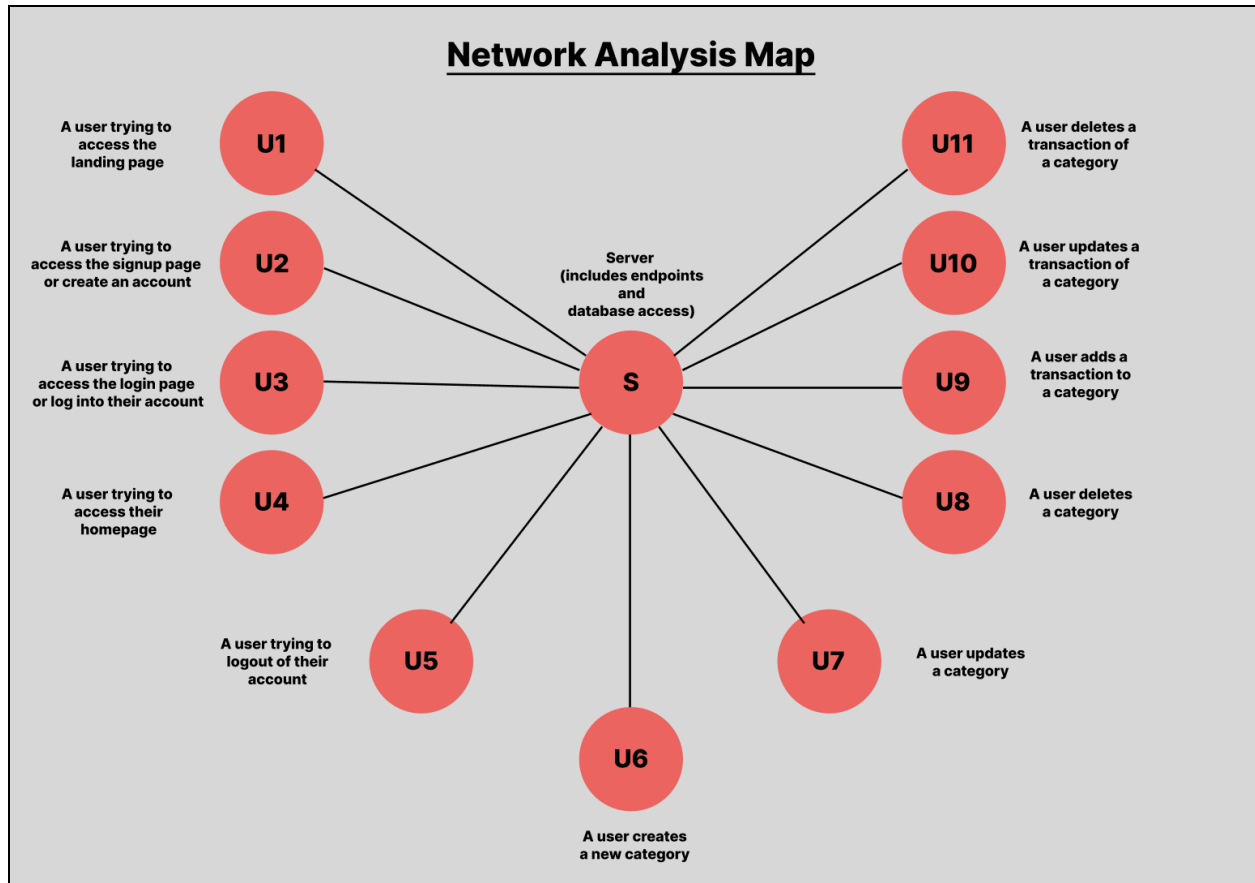 Network Analysis Map
A user trying to
access the
landing page
U1
A user trying to
access the signup page
or create an account
U2
A user trying to
access the login page
or log into their account
U3
A user trying to
access their
homepage
U4
A user trying to
logout of their
account
U5
U6
A user creates
a new category
Server
(includes endpoints
and
database access)
S
U7
A user updates
a category
U8
A user deletes
a category
U9
A user adds a
transaction to
a category
U10
A user updates a
transaction of
a category
U11
A user deletes a
transaction of
a category